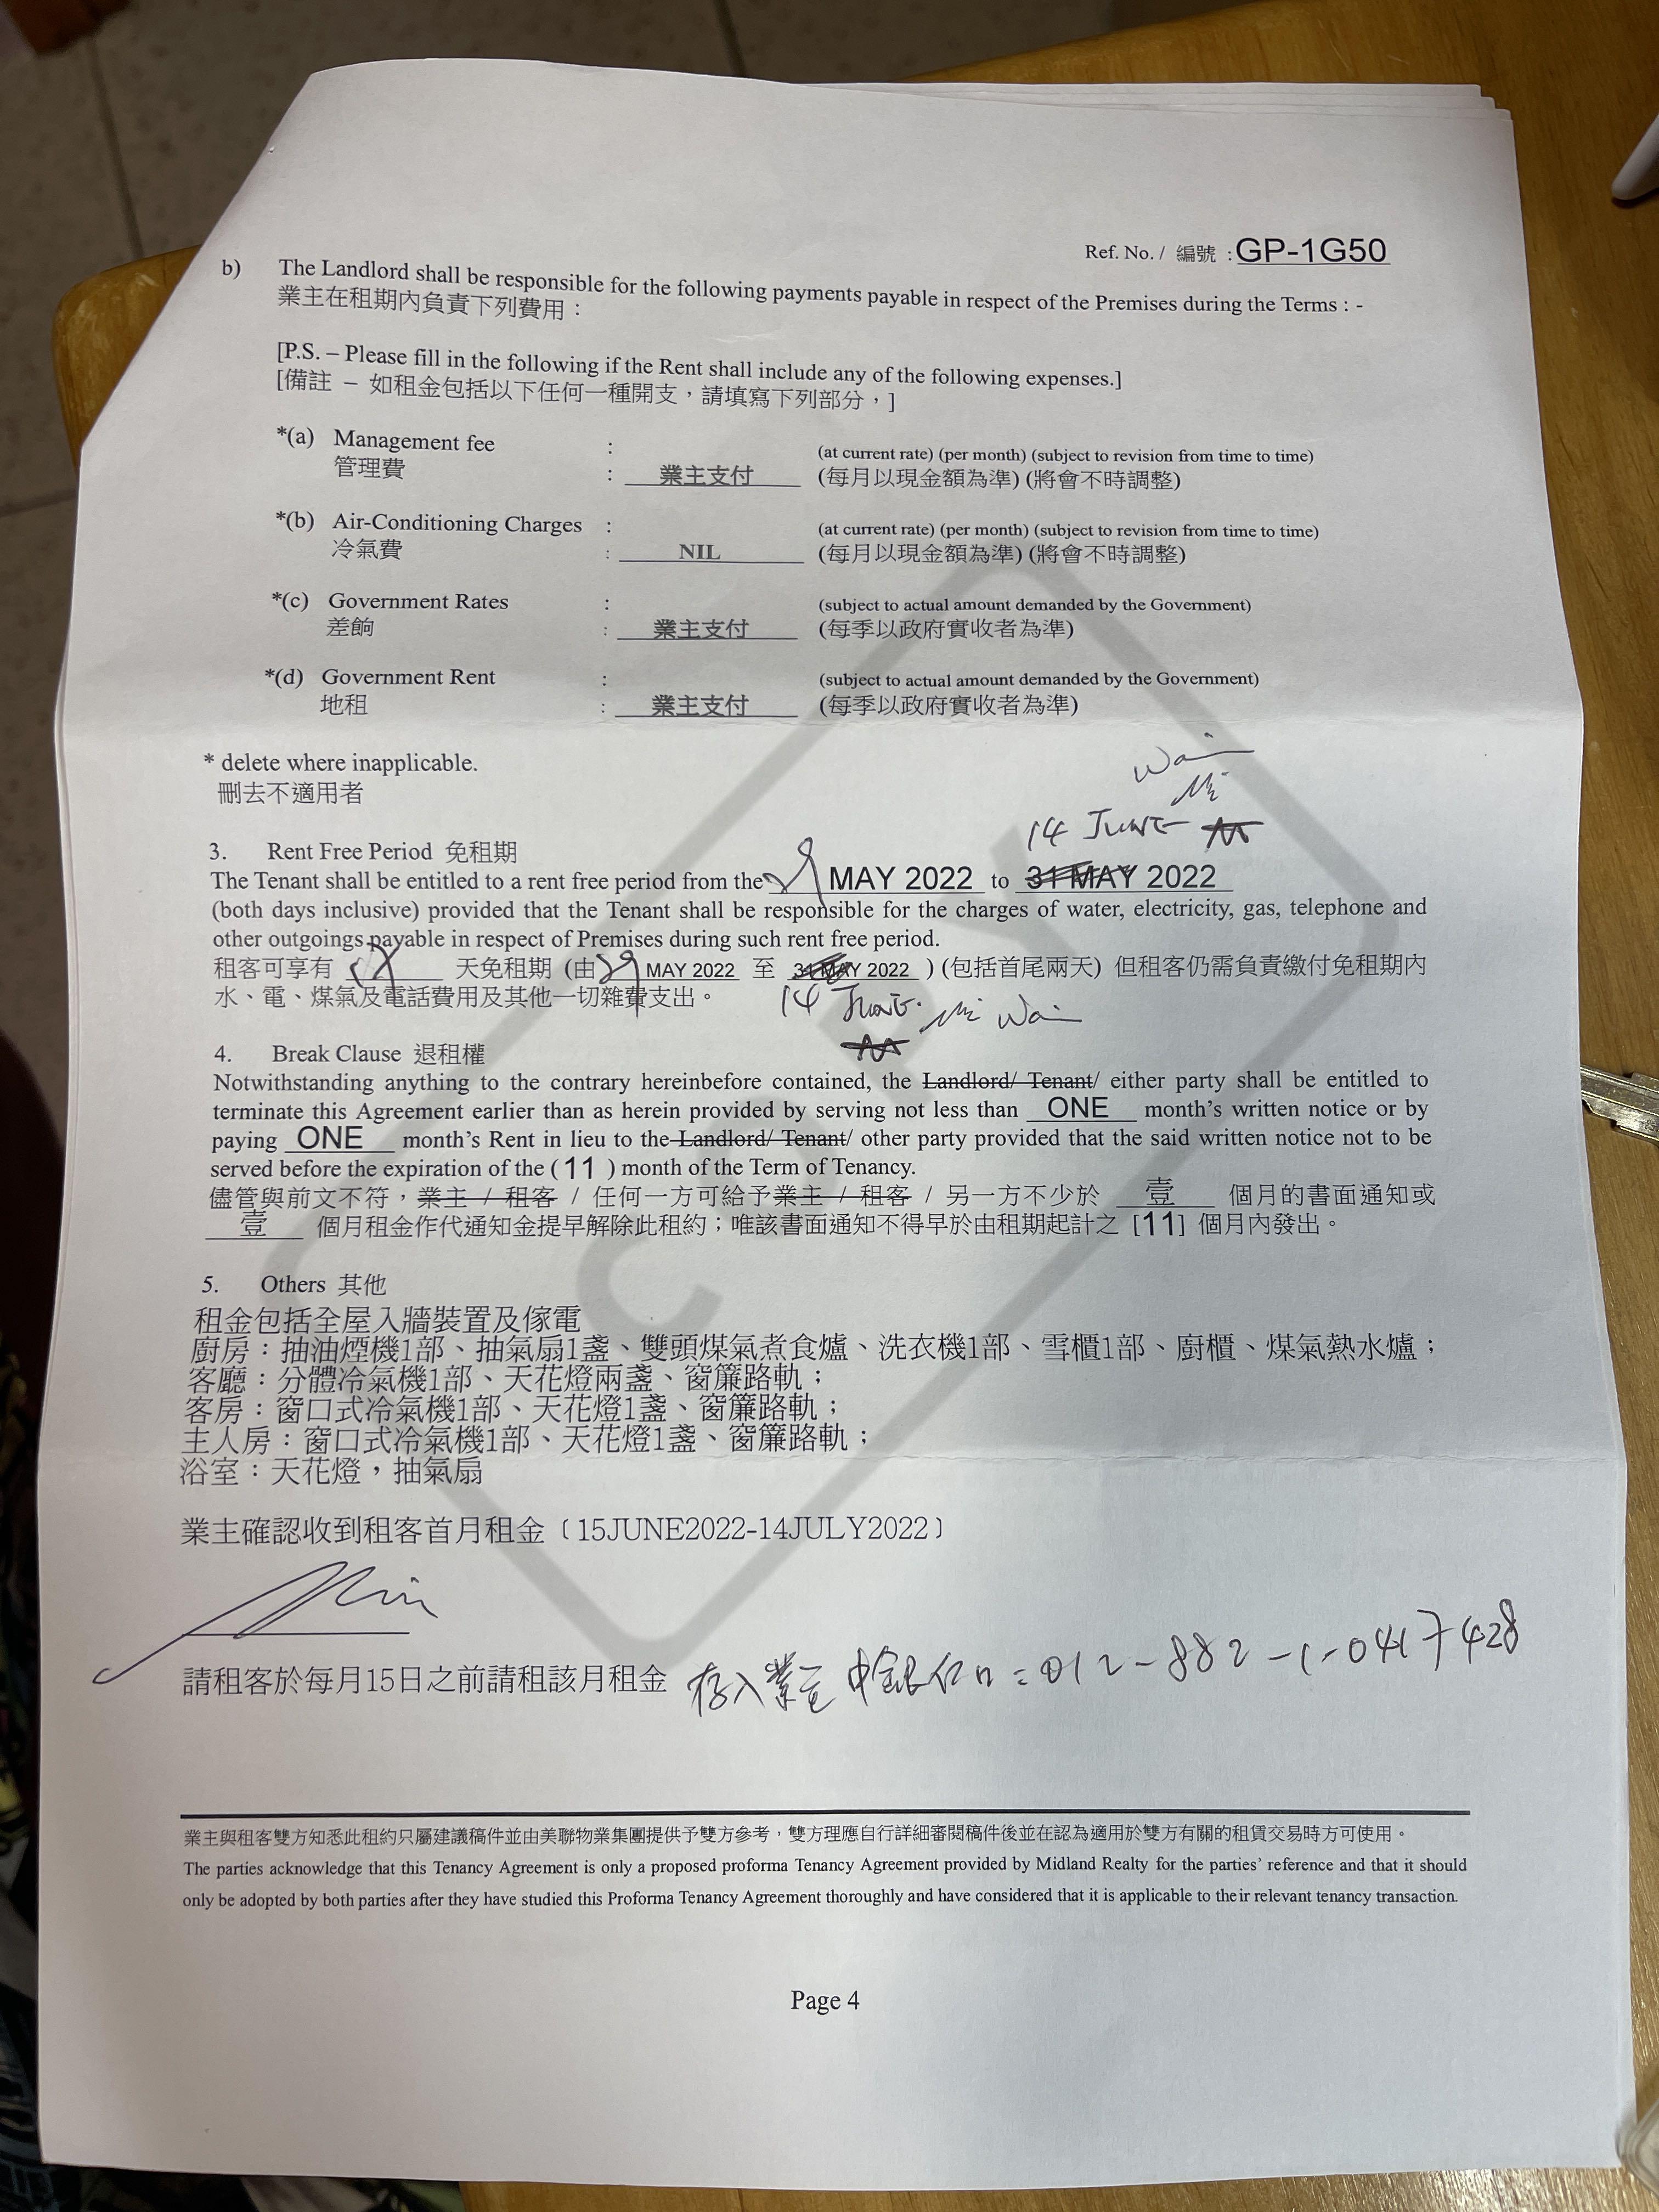 Ref. No. / 編號 : GP-1G50
b) The Landlord shall be responsible for the following payments payable in respect of the Premises during the Terms : -
業主在租期內負責下列費用：
[P.S. – Please fill in the following if the Rent shall include any of the following expenses.]
[備註 – 如租金包括以下任何一種開支，請填寫下列部分，]
*(a) Management fee : (at current rate) (per month) (subject to revision from time to time)
管理費 : 業主支付 (每月以現金額為準) (將會不時調整)
*(b) Air-Conditioning Charges : (at current rate) (per month) (subject to revision from time to time)
冷氣費 : NIL (每月以現金額為準) (將會不時調整)
*(c) Government Rates : (subject to actual amount demanded by the Government)
差餉 : 業主支付 (每季以政府實收者為準)
*(d) Government Rent : (subject to actual amount demanded by the Government)
地租 : 業主支付 (每季以政府實收者為準)
* delete where inapplicable.
刪去不適用者
Wai
14 JUNE
3. Rent Free Period 免租期
The Tenant shall be entitled to a rent free period from the 29 MAY 2022 to 31 MAY 2022
(both days inclusive) provided that the Tenant shall be responsible for the charges of water, electricity, gas, telephone and
other outgoings payable in respect of Premises during such rent free period.
租客可享有 天免租期 (由 29 MAY 2022 至 31 MAY 2022 ) (包括首尾兩天) 但租客仍需負責繳付免租期內
水、電、煤氣及電話費用及其他一切雜費支出。
14 JUNE. Wai
4. Break Clause 退租權
Notwithstanding anything to the contrary hereinbefore contained, the Landlord/ Tenant/ either party shall be entitled to
terminate this Agreement earlier than as herein provided by serving not less than ONE month's written notice or by
paying ONE month's Rent in lieu to the Landlord/ Tenant/ other party provided that the said written notice not to be
served before the expiration of the ( 11 ) month of the Term of Tenancy.
儘管與前文不符，業主 / 租客 / 任何一方可給予業主 / 租客 / 另一方不少於 壹 個月的書面通知或
壹 個月租金作代通知金提早解除此租約；唯該書面通知不得早於由租期起計之 [11] 個月內發出。
5. Others 其他
租金包括全屋入牆裝置及傢電
廚房：抽油煙機1部、抽氣扇1盞、雙頭煤氣煮食爐、洗衣機1部、雪櫃1部、廚櫃、煤氣熱水爐；
客廳：分體冷氣機1部、天花燈兩盞、窗簾路軌；
客房：窗口式冷氣機1部、天花燈1盞、窗簾路軌；
主人房：窗口式冷氣機1部、天花燈1盞、窗簾路軌；
浴室：天花燈，抽氣扇
業主確認收到租客首月租金〔15JUNE2022-14JULY2022〕
請租客於每月15日之前請租該月租金 存入業主中銀戶口：012-882-1-0417428
業主與租客雙方知悉此租約只屬建議稿件並由美聯物業集團提供予雙方參考，雙方理應自行詳細審閱稿件後並在認為適用於雙方有關的租賃交易時方可使用。
The parties acknowledge that this Tenancy Agreement is only a proposed proforma Tenancy Agreement provided by Midland Realty for the parties' reference and that it should
only be adopted by both parties after they have studied this Proforma Tenancy Agreement thoroughly and have considered that it is applicable to their relevant tenancy transaction.
Page 4
COPY